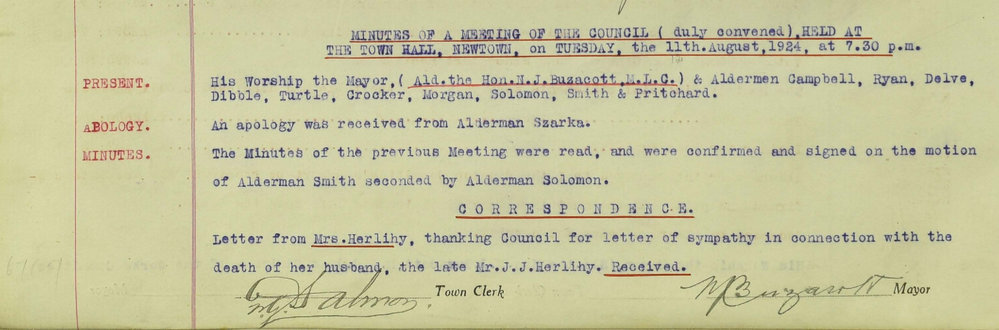 MINUTES OF A MEETING OF THE COUNCIL ( duly convened),HELD AT
THE TOWN HALL, NEWTOWN, on TUESDAY, the 11th.August,1924, at 7.30 p.m.
PRESENT. His Worship the Mayor,( Ald.the Hon.N.J.Buzacott,M.L.C.) & Aldermen Campbell, Ryan, Delve,
Dibble, Turtle, Crocker, Morgan, Solomon, Smith & Pritchard.
ABOLOGY. An apology was received from Alderman Szarka.
MINUTES. The Minutes of the previous Meeting were read, and were confirmed and signed on the motion
of Alderman Smith seconded by Alderman Solomon.
CORRESPONDENCE.
Letter from Mrs.Herlihy, thanking Council for letter of sympathy in connection with the
death of her husband, the late Mr.J.J.Herlihy. Received.
Salmon. Town Clerk NJBuzacott Mayor